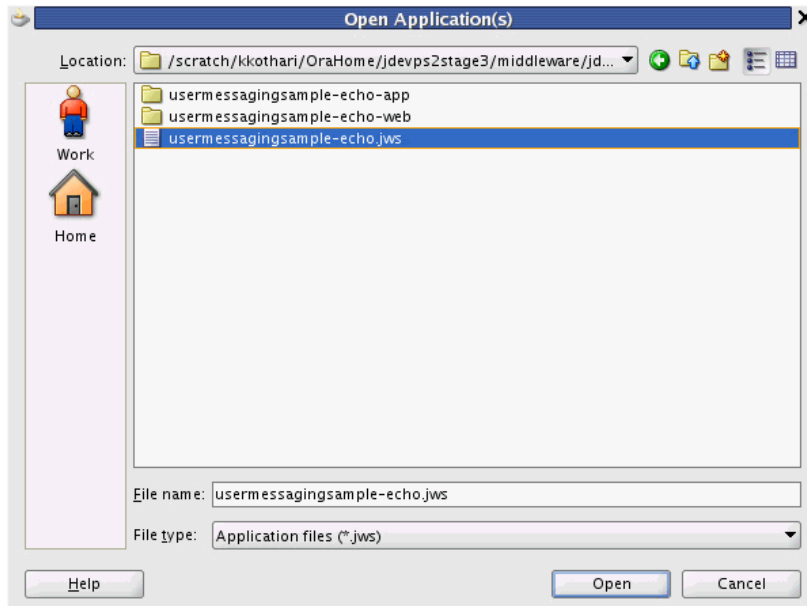 Open Application(s)
Location: /scratch/kkothari/OraHome/jdevps2stage3/middleware/jd...
Work
Home
usermessagingsample-echo-app
usermessagingsample-echo-web
usermessagingsample-echo.jws
File name: usermessagingsample-echo.jws
File type: Application files (*.jws)
Help Open Cancel